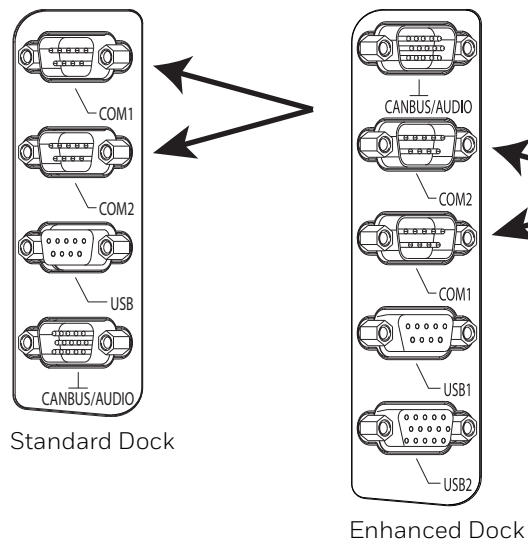 COM1
COM2
USB
CANBUS/AUDIO
Standard Dock
CANBUS/AUDIO
COM2
COM1
USB1
USB2
Enhanced Dock